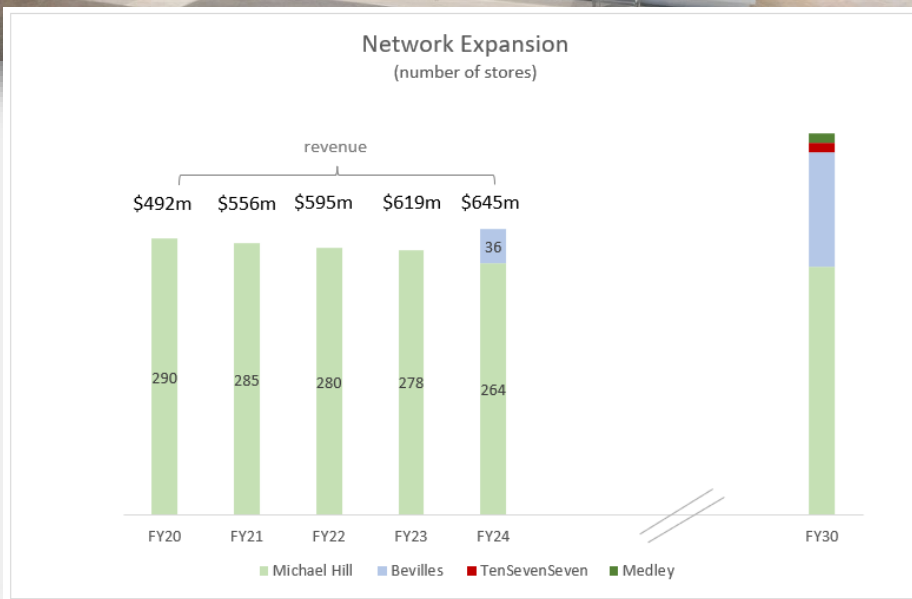 Network Expansion
(number of stores)
revenue
$492m $556m $595m $619m $645m
36
290 285 280 278 264
FY20 FY21 FY22 FY23 FY24 FY30
Michael Hill Bevilles TenSevenSeven Medley